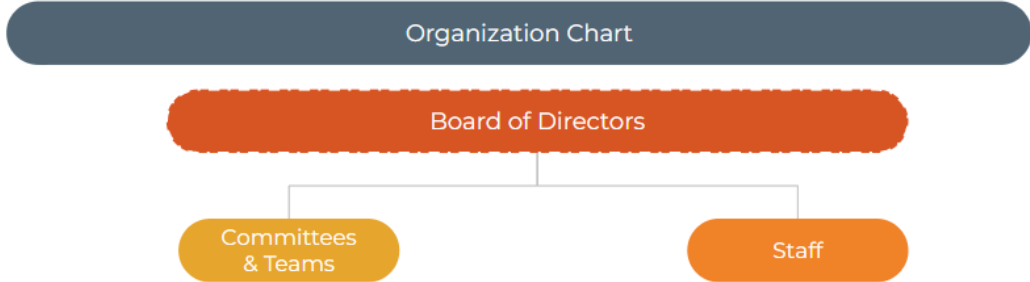 Organization Chart
Board of Directors
Committees
& Teams
Staff